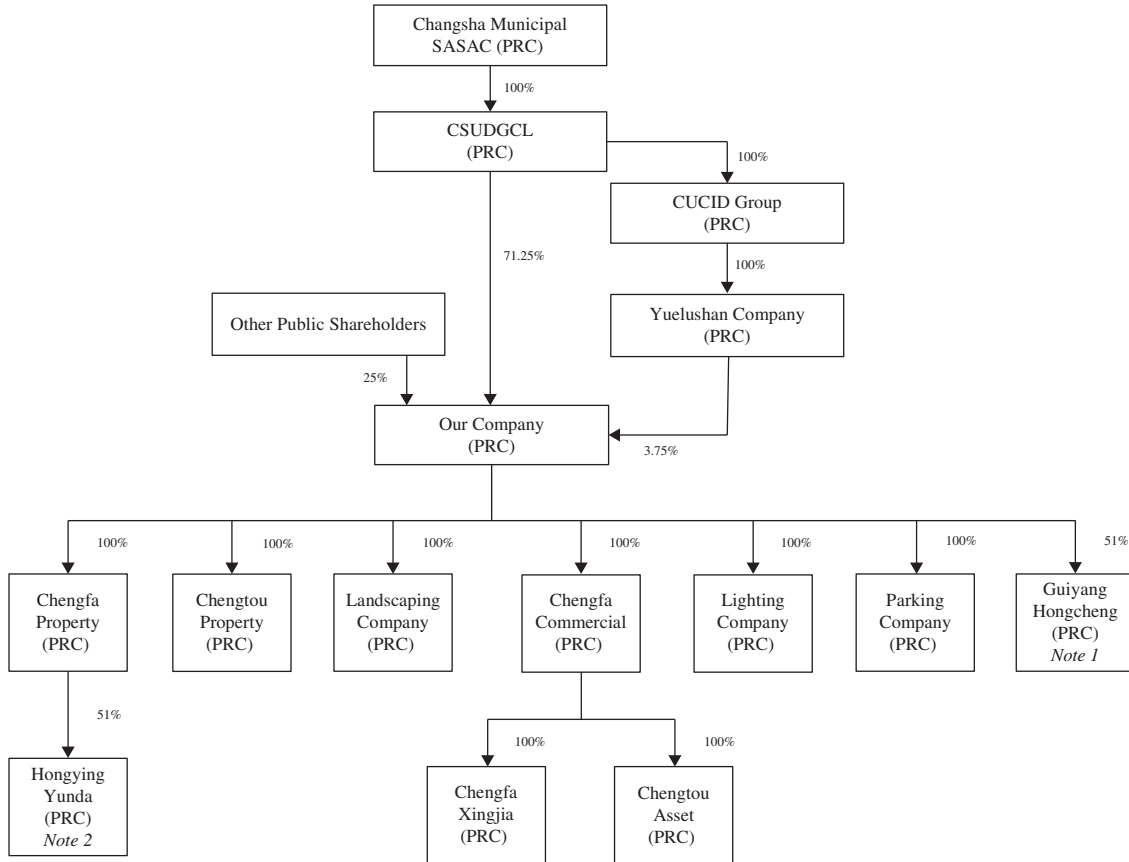 Changsha Municipal
SASAC (PRC)
100%
CSUDGCL
(PRC)
100%
CUCID Group
(PRC)
71.25%
100%
Other Public Shareholders
Yuelushan Company
(PRC)
25%
Our Company
(PRC)
3.75%
100%
100%
100%
100%
100%
100%
51%
Chengfa
Property
(PRC)
Chengtou
Property
(PRC)
Landscaping
Company
(PRC)
Chengfa
Commercial
(PRC)
Lighting
Company
(PRC)
Parking
Company
(PRC)
Guiyang
Hongcheng
(PRC)
Note 1
51%
100%
100%
Hongying
Yunda
(PRC)
Note 2
Chengfa
Xingjia
(PRC)
Chengtou
Asset
(PRC)